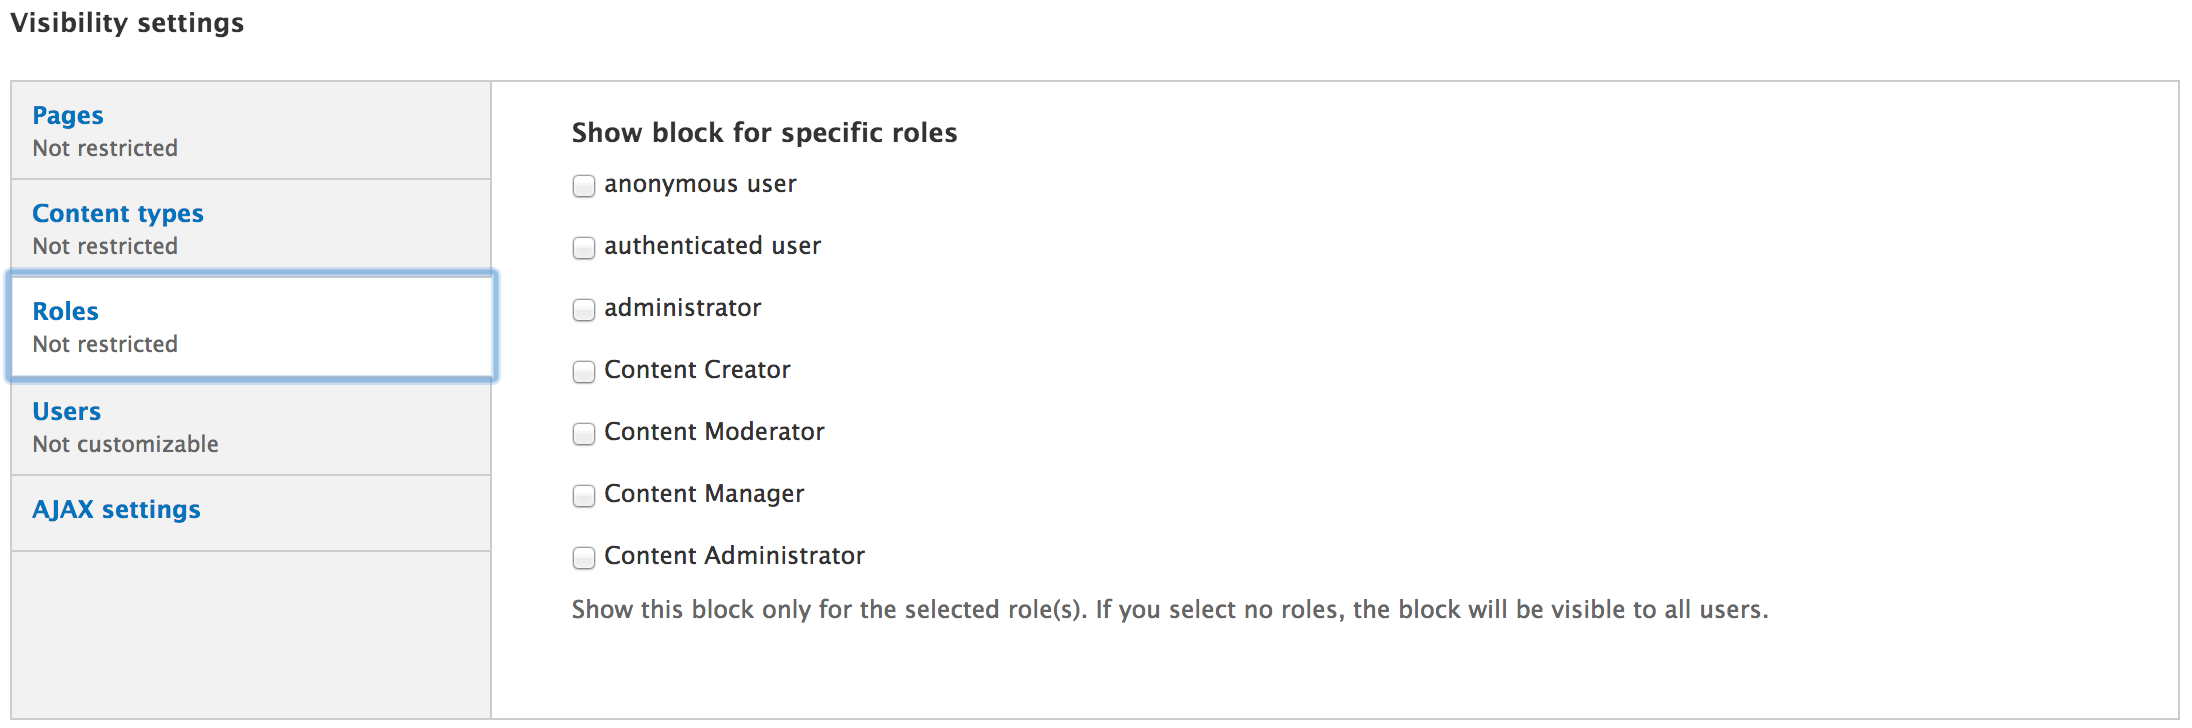 Visibility settings
Pages
Not restricted
Content types
Not restricted
Roles
Not restricted
Users
Not customizable
AJAX settings
Show block for specific roles
anonymous user
authenticated user
administrator
Content Creator
Content Moderator
Content Manager
Content Administrator
Show this block only for the selected role(s). If you select no roles, the block will be visible to all users.